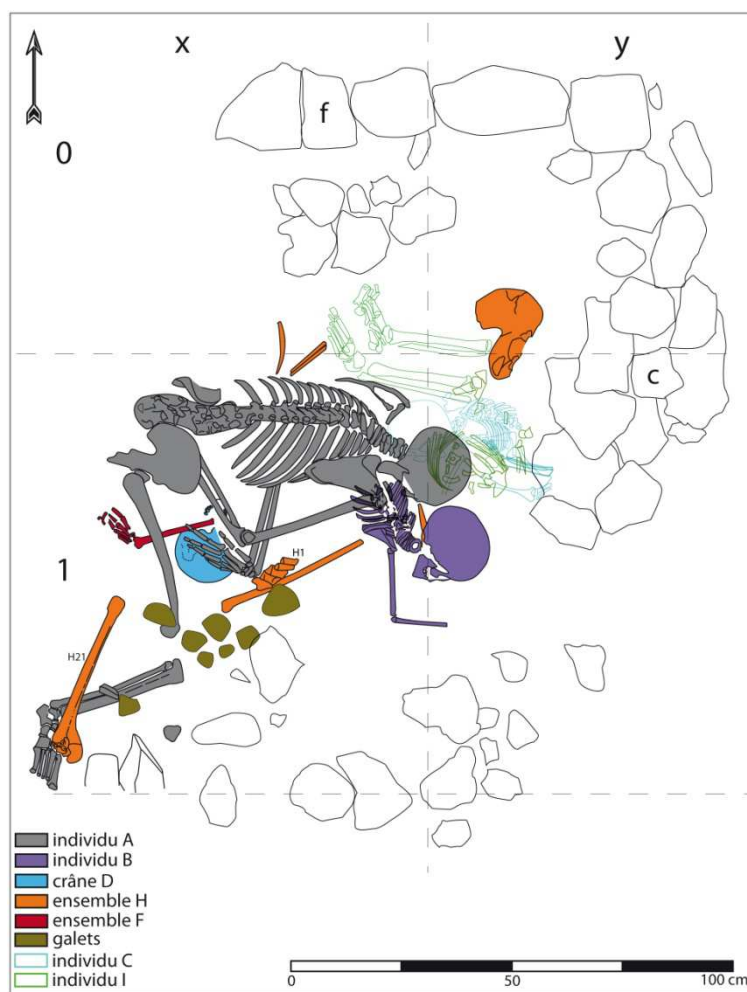 x y
f
0
c
H1
1
H21
individu A
individu B
crâne D
ensemble H
ensemble F
galets
individu C
individu I
0 50 100 cm